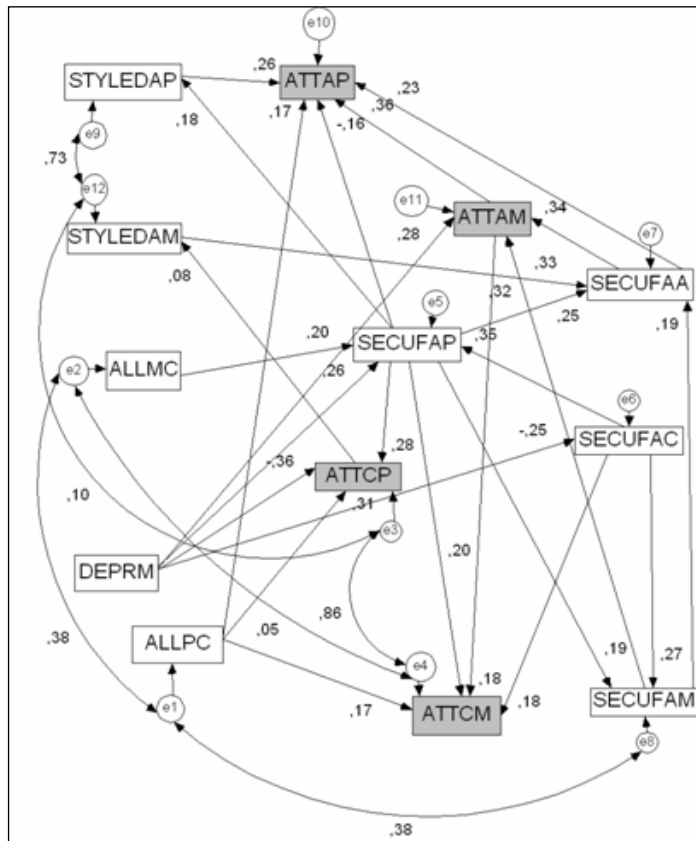 e10
STYLEDAP
,26
ATTAP
,23
,17
,36
,18
-,16
e9
,73
e12
e11
ATTAM
,34
e7
STYLEDAM
,28
,33
SECUFAA
,08
,32
e5
,19
,20
SECUFAP
,35
,25
e2
ALLMC
,26
e6
SECUFAC
-,25
-,36
,28
ATTCP
,10
,31
e3
,20
DEPRM
,86
ALLPC
,05
e4
,19
,27
,38
,18
SECUFAM
e1
,17
ATTCM
,18
e8
,38